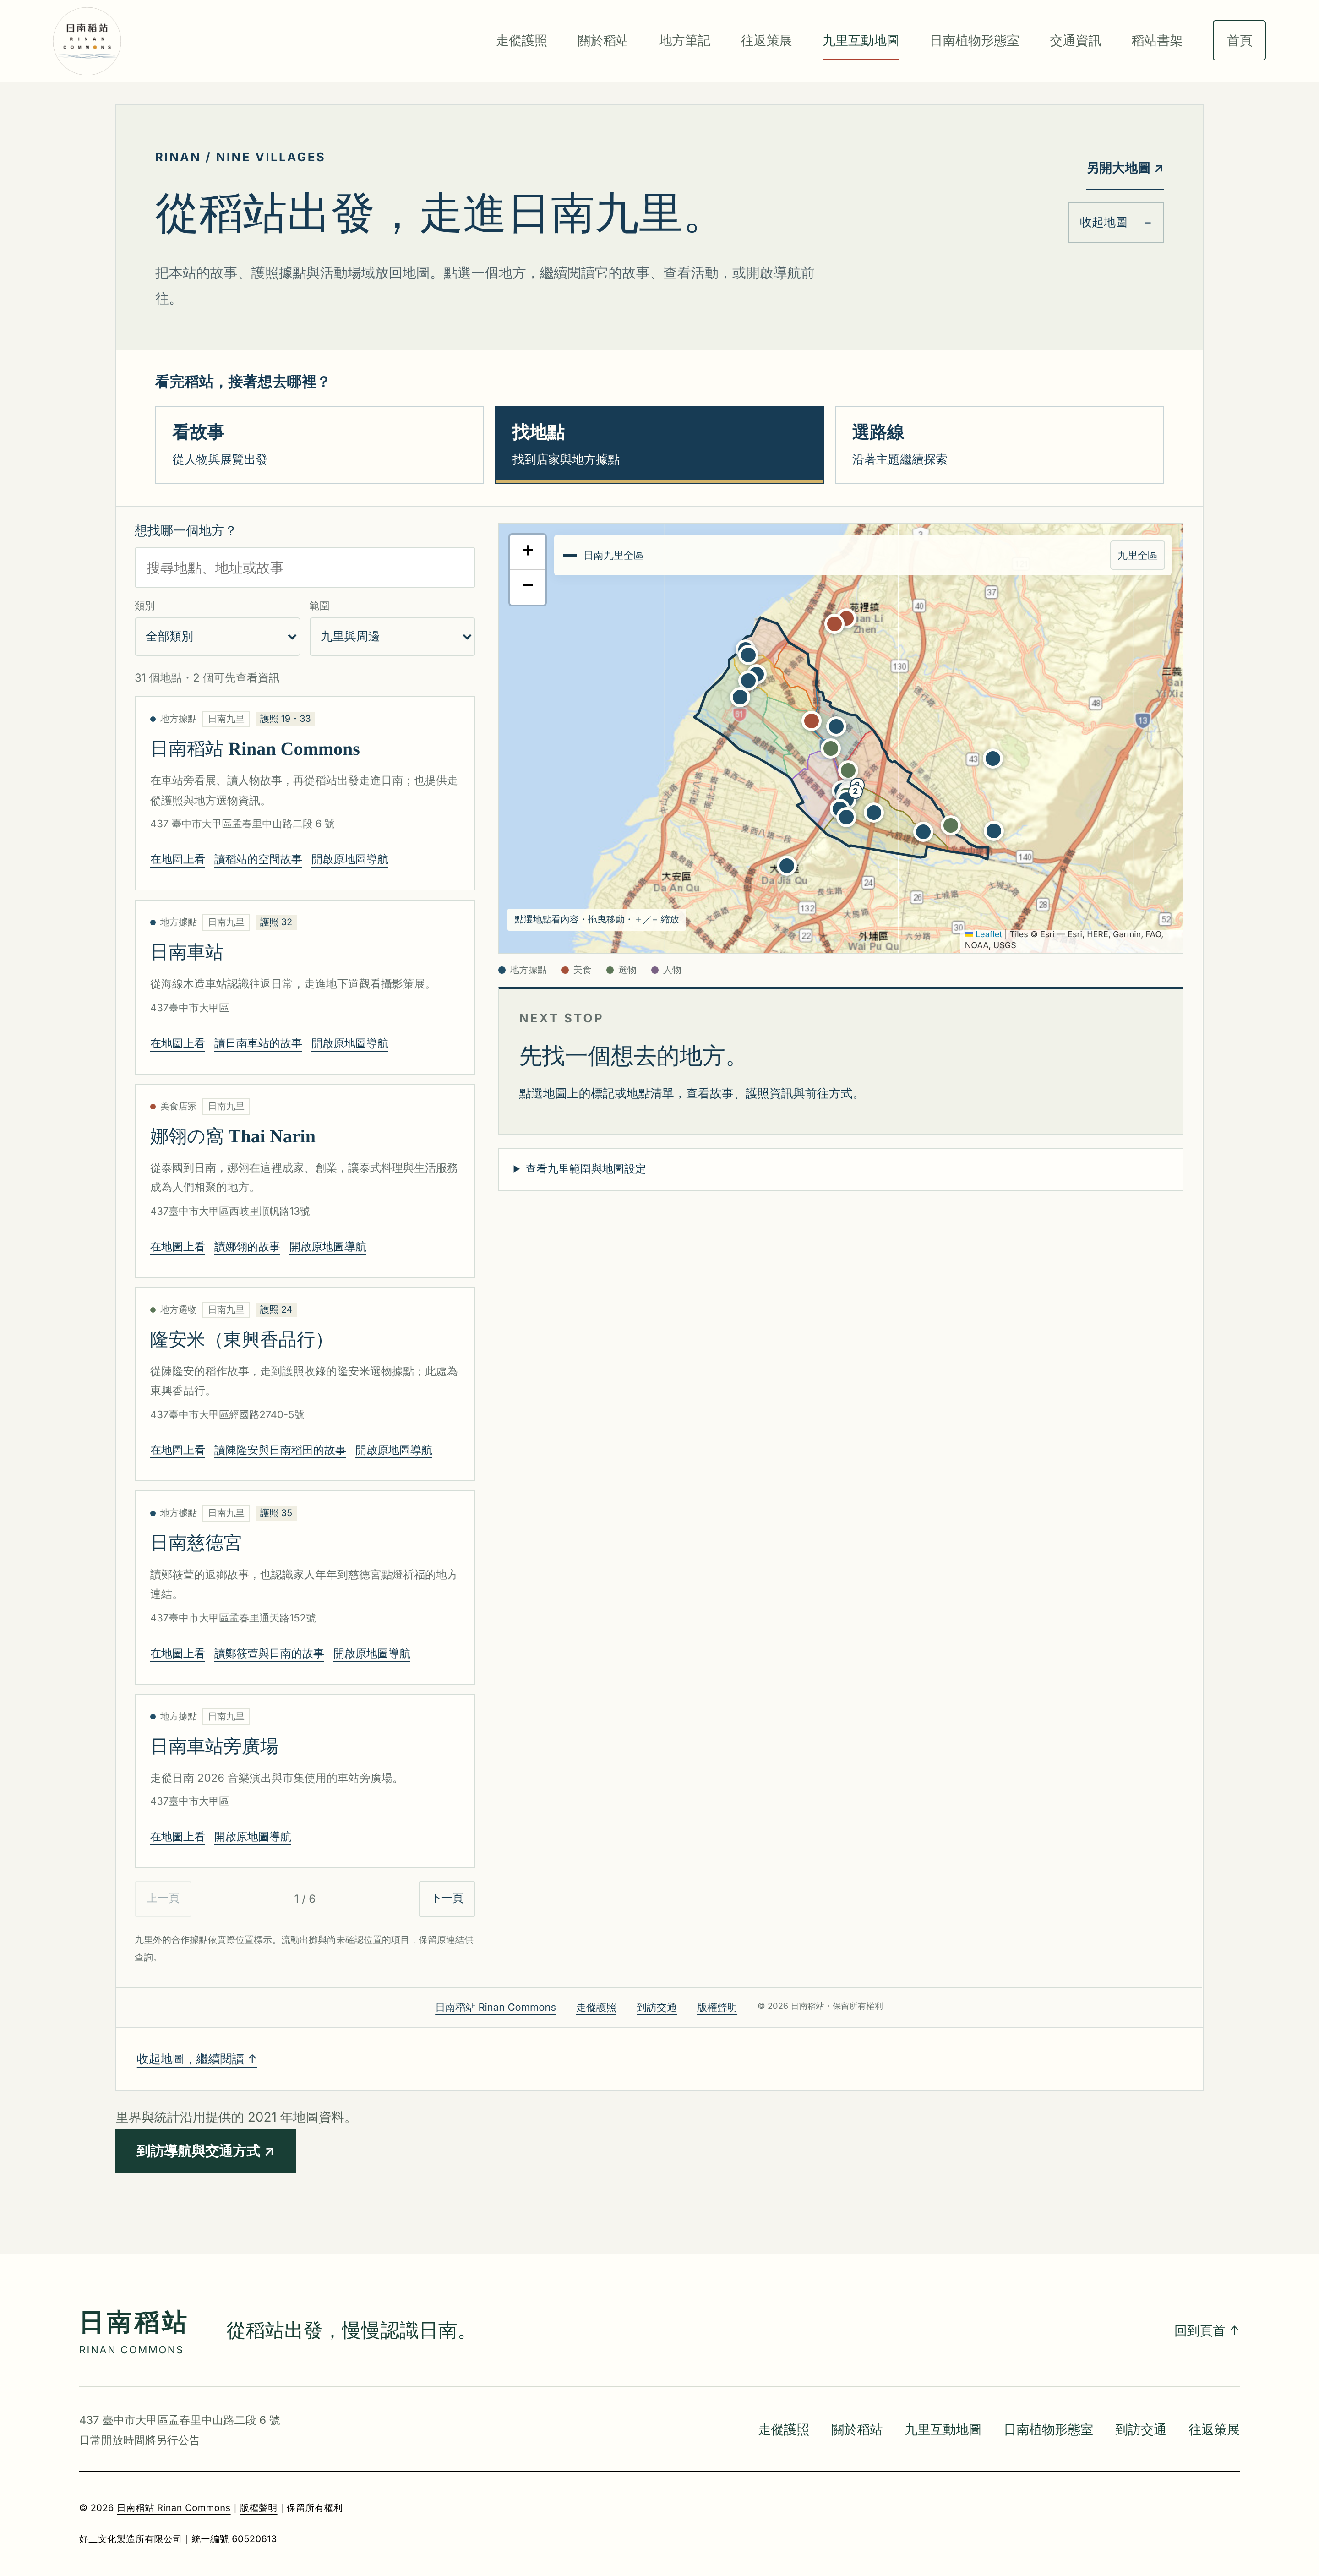 日南稻站
RINAN
COMMONS
走從護照
關於稻站
地方筆記
往返策展
九里互動地圖
日南植物形態室
交通資訊
稻站書架
首頁
RINAN / NINE VILLAGES
從稻站出發，走進日南九里。
把本站的故事、護照據點與活動場域放回地圖。點選一個地方，繼續閱讀它的故事、查看活動，或開啟導航前
往。
另開大地圖 ↗
收起地圖 −
看完稻站，接著想去哪裡？
看故事
從人物與展覽出發
找地點
找到店家與地方據點
選路線
沿著主題繼續探索
想找哪一個地方？
搜尋地點、地址或故事
類別
範圍
全部類別
九里與周邊
31 個地點・2 個可先查看資訊
地方據點 日南九里 護照 19・33
日南稻站 Rinan Commons
在車站旁看展、讀人物故事，再從稻站出發走進日南；也提供走
傱護照與地方選物資訊。
437 臺中市大甲區孟春里中山路二段 6 號
在地圖上看 讀稻站的空間故事 開啟原地圖導航
地方據點 日南九里 護照 32
日南車站
從海線木造車站認識往返日常，走進地下道觀看攝影策展。
437臺中市大甲區
在地圖上看 讀日南車站的故事 開啟原地圖導航
美食店家 日南九里
娜翎の窩 Thai Narin
從泰國到日南，娜翎在這裡成家、創業，讓泰式料理與生活服務
成為人們相聚的地方。
437臺中市大甲區西岐里順帆路13號
在地圖上看 讀娜翎的故事 開啟原地圖導航
地方選物 日南九里 護照 24
隆安米（東興香品行）
從陳隆安的稻作故事，走到護照收錄的隆安米選物據點；此處為
東興香品行。
437臺中市大甲區經國路2740-5號
在地圖上看 讀陳隆安與日南稻田的故事 開啟原地圖導航
地方據點 日南九里 護照 35
日南慈德宮
讀鄭筱萱的返鄉故事，也認識家人年年到慈德宮點燈祈福的地方
連結。
437臺中市大甲區孟春里通天路152號
在地圖上看 讀鄭筱萱與日南的故事 開啟原地圖導航
地方據點 日南九里
日南車站旁廣場
走傱日南 2026 音樂演出與市集使用的車站旁廣場。
437臺中市大甲區
在地圖上看 開啟原地圖導航
上一頁
1 / 6
下一頁
九里外的合作據點依實際位置標示。流動出攤與尚未確認位置的項目，保留原連結供
查詢。
+
−
日南九里全區
九里全區
苑裡鎮
Zhen
3
37
40
130
48
13
43
61
2
140
24
26
28
132
22
30
52
大安區
Da An Qu
Da Jia Qu
外埔區
Wai Pu Qu
點選地點看內容・拖曳移動・＋／− 縮放
Leaflet | Tiles © Esri — Esri, HERE, Garmin, FAO,
NOAA, USGS
地方據點 美食 選物 人物
NEXT STOP
先找一個想去的地方。
點選地圖上的標記或地點清單，查看故事、護照資訊與前往方式。
▶ 查看九里範圍與地圖設定
日南稻站 Rinan Commons 走傱護照 到訪交通 版權聲明 © 2026 日南稻站・保留所有權利
收起地圖，繼續閱讀 ↑
里界與統計沿用提供的 2021 年地圖資料。
到訪導航與交通方式 ↗
日南稻站
RINAN COMMONS
從稻站出發，慢慢認識日南。
回到頁首 ↑
437 臺中市大甲區孟春里中山路二段 6 號
日常開放時間將另行公告
走傱護照 關於稻站 九里互動地圖 日南植物形態室 到訪交通 往返策展
© 2026 日南稻站 Rinan Commons｜版權聲明｜保留所有權利
好土文化製造所有限公司｜統一編號 60520613